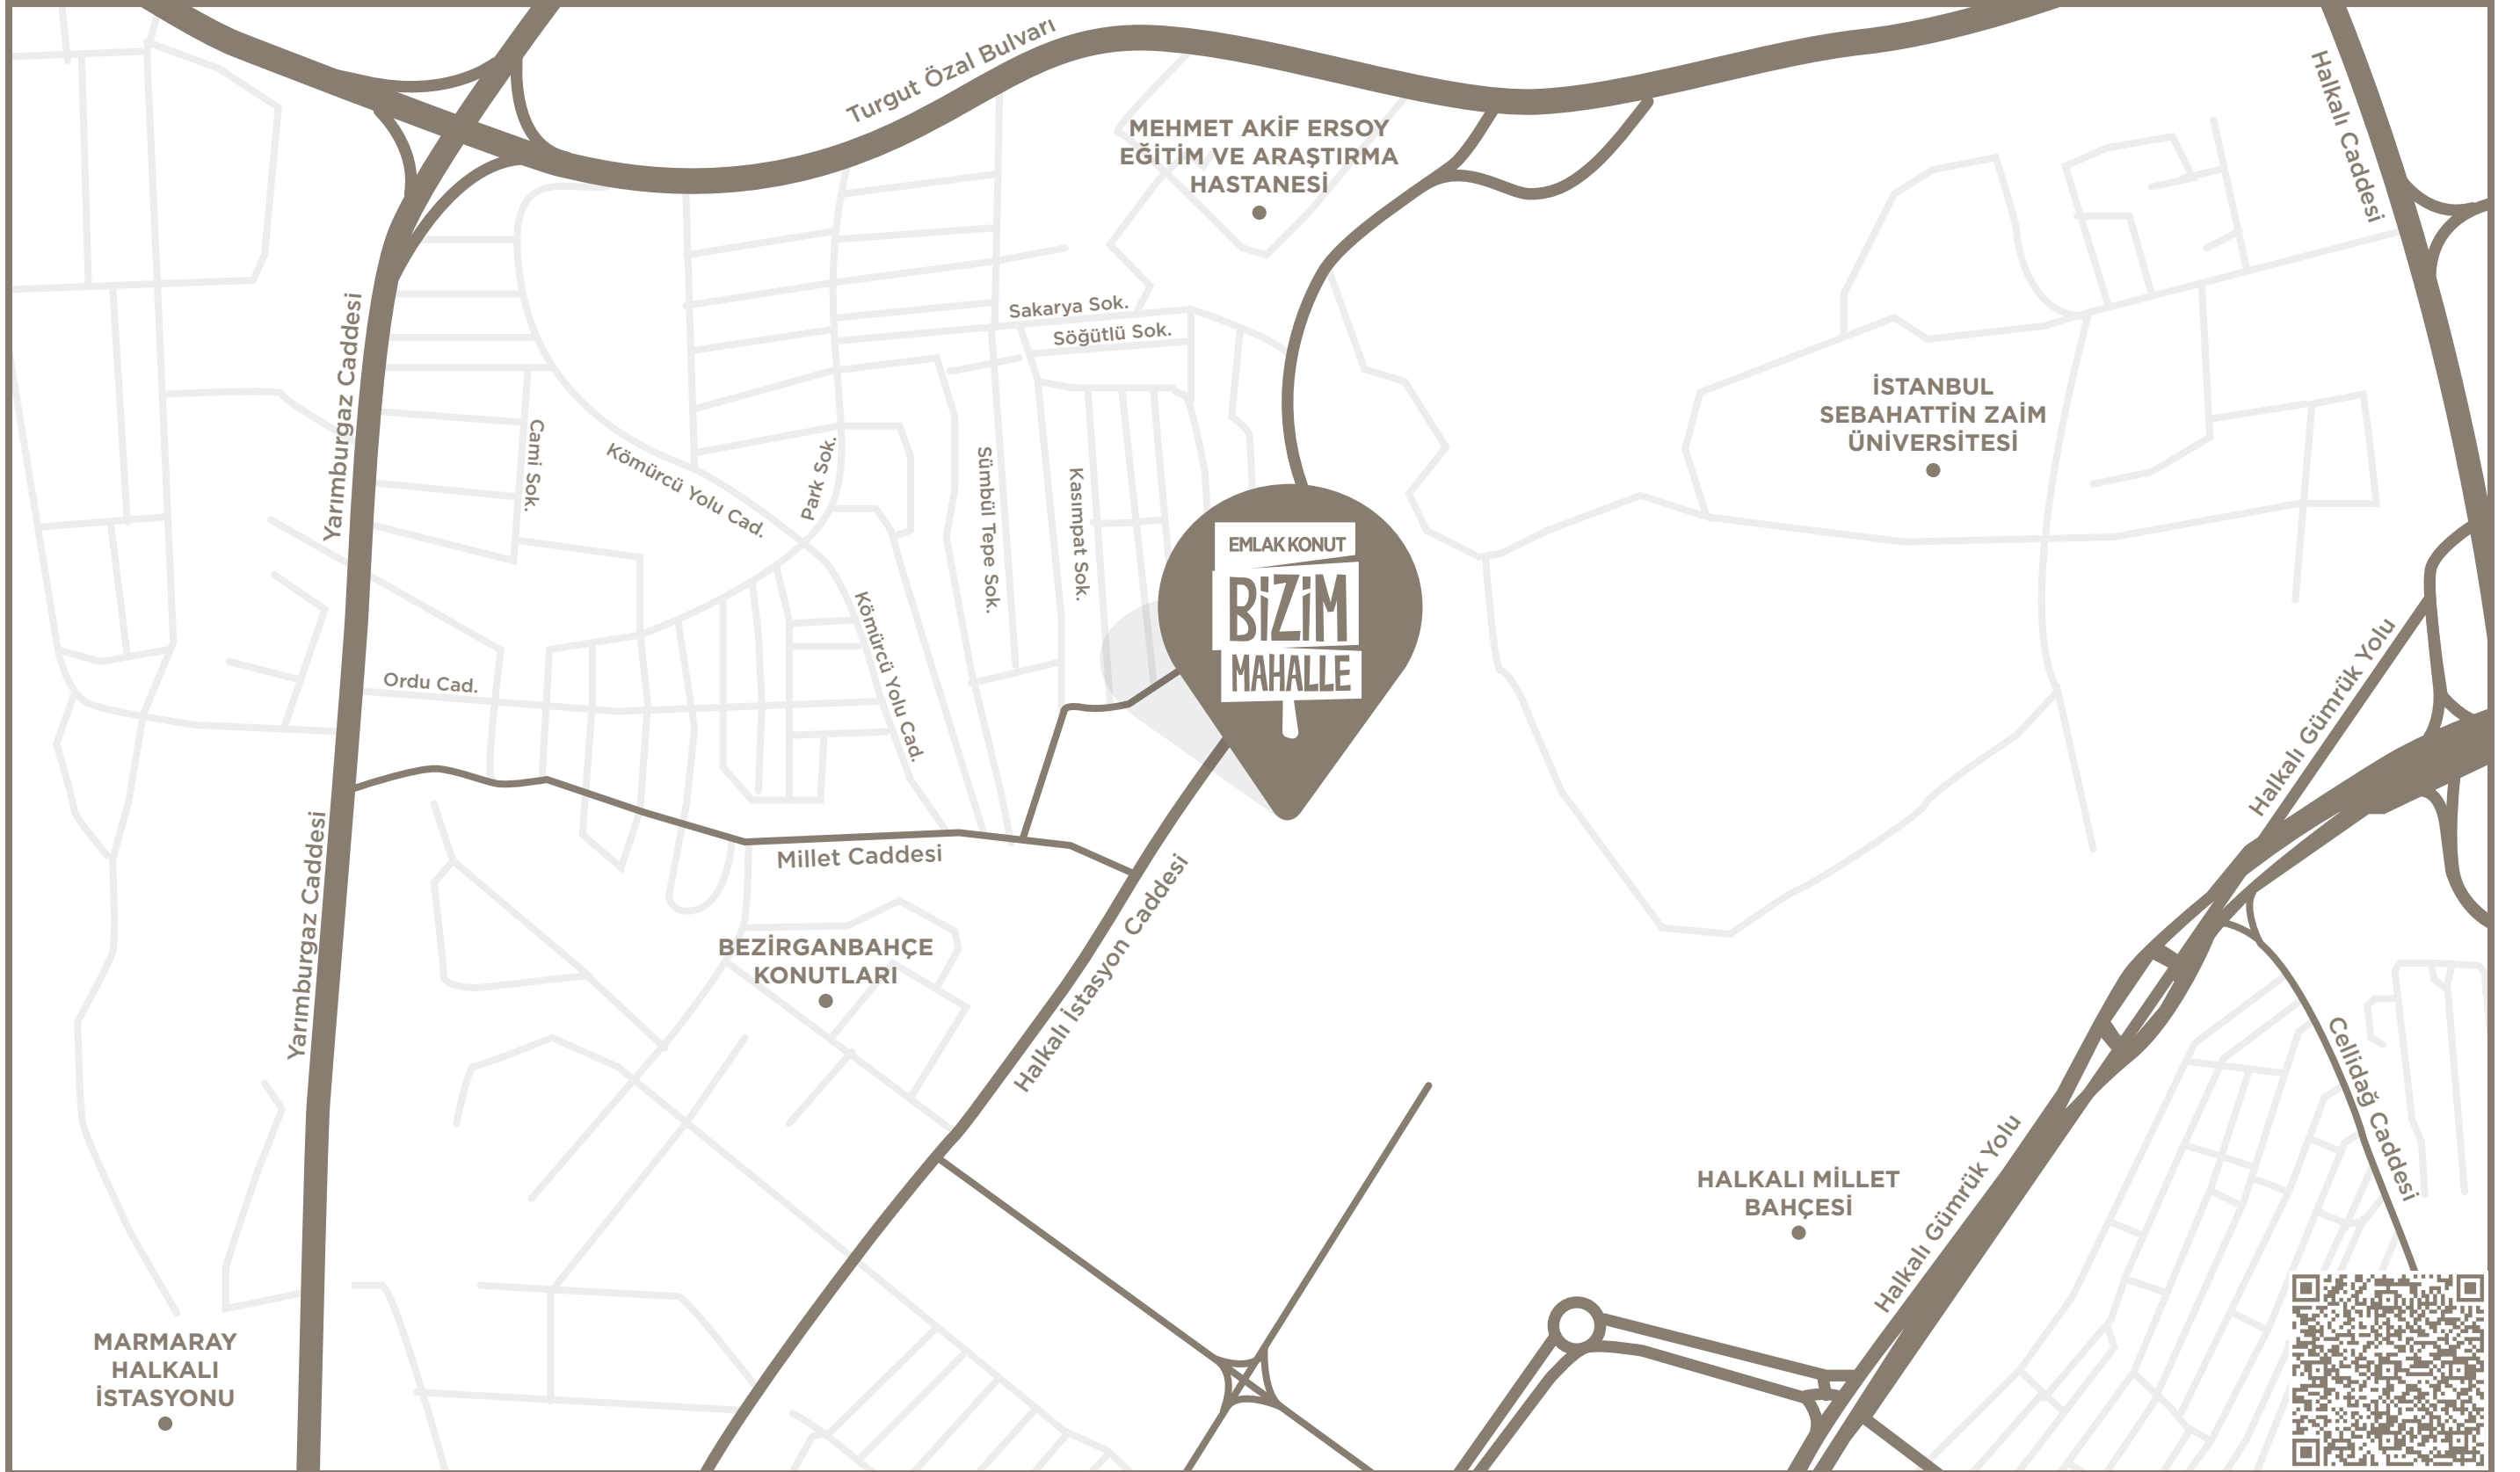 Turgut Özal Bulvarı
Halkalı Caddesi
MEHMET AKİF ERSOY
EĞİTİM VE ARAŞTIRMA
HASTANESİ
Sakarya Sok.
Söğütlü Sok.
Yarımburgaz Caddesi
Cami Sok.
Kömürcü Yolu Cad.
Park Sok.
Sümbül Tepe Sok.
Kasımpat Sok.
İSTANBUL
SEBAHATTİN ZAİM
ÜNİVERSİTESİ
EMLAK KONUT
BİZİM
MAHALLE
Kömürcü Yolu Cad.
Ordu Cad.
Halkalı Gümrük Yolu
Yarımburgaz Caddesi
Millet Caddesi
Halkalı İstasyon Caddesi
BEZİRGANBAHÇE
KONUTLARI
Cellidağ Caddesi
HALKALI MİLLET
BAHÇESİ
Halkalı Gümrük Yolu
MARMARAY
HALKALI
İSTASYONU